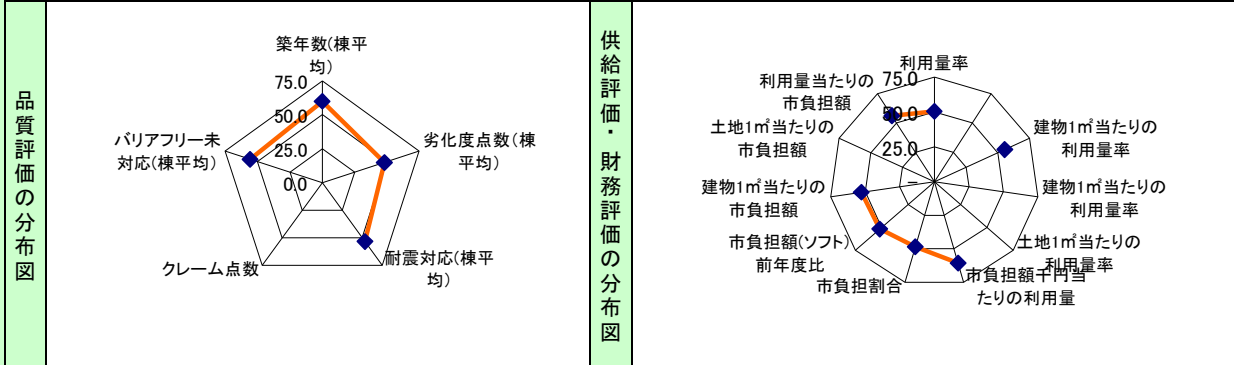 品質評価の分布図
築年数(棟平
均)
75.0
50.0
25.0
0.0
劣化度点数(棟
平均)
耐震対応(棟平
均)
クレーム点数
バリアフリー未
対応(棟平均)
供給評価・財務評価の分布図
利用量率
75.0
50.0
25.0
–
建物1㎡当たりの
利用量率
建物1㎡当たりの
利用量率
土地1㎡当たりの
利用量率
市負担額千円当
たりの利用量
市負担割合
市負担額(ソフト)
前年度比
建物1㎡当たりの
市負担額
土地1㎡当たりの
市負担額
利用量当たりの
市負担額